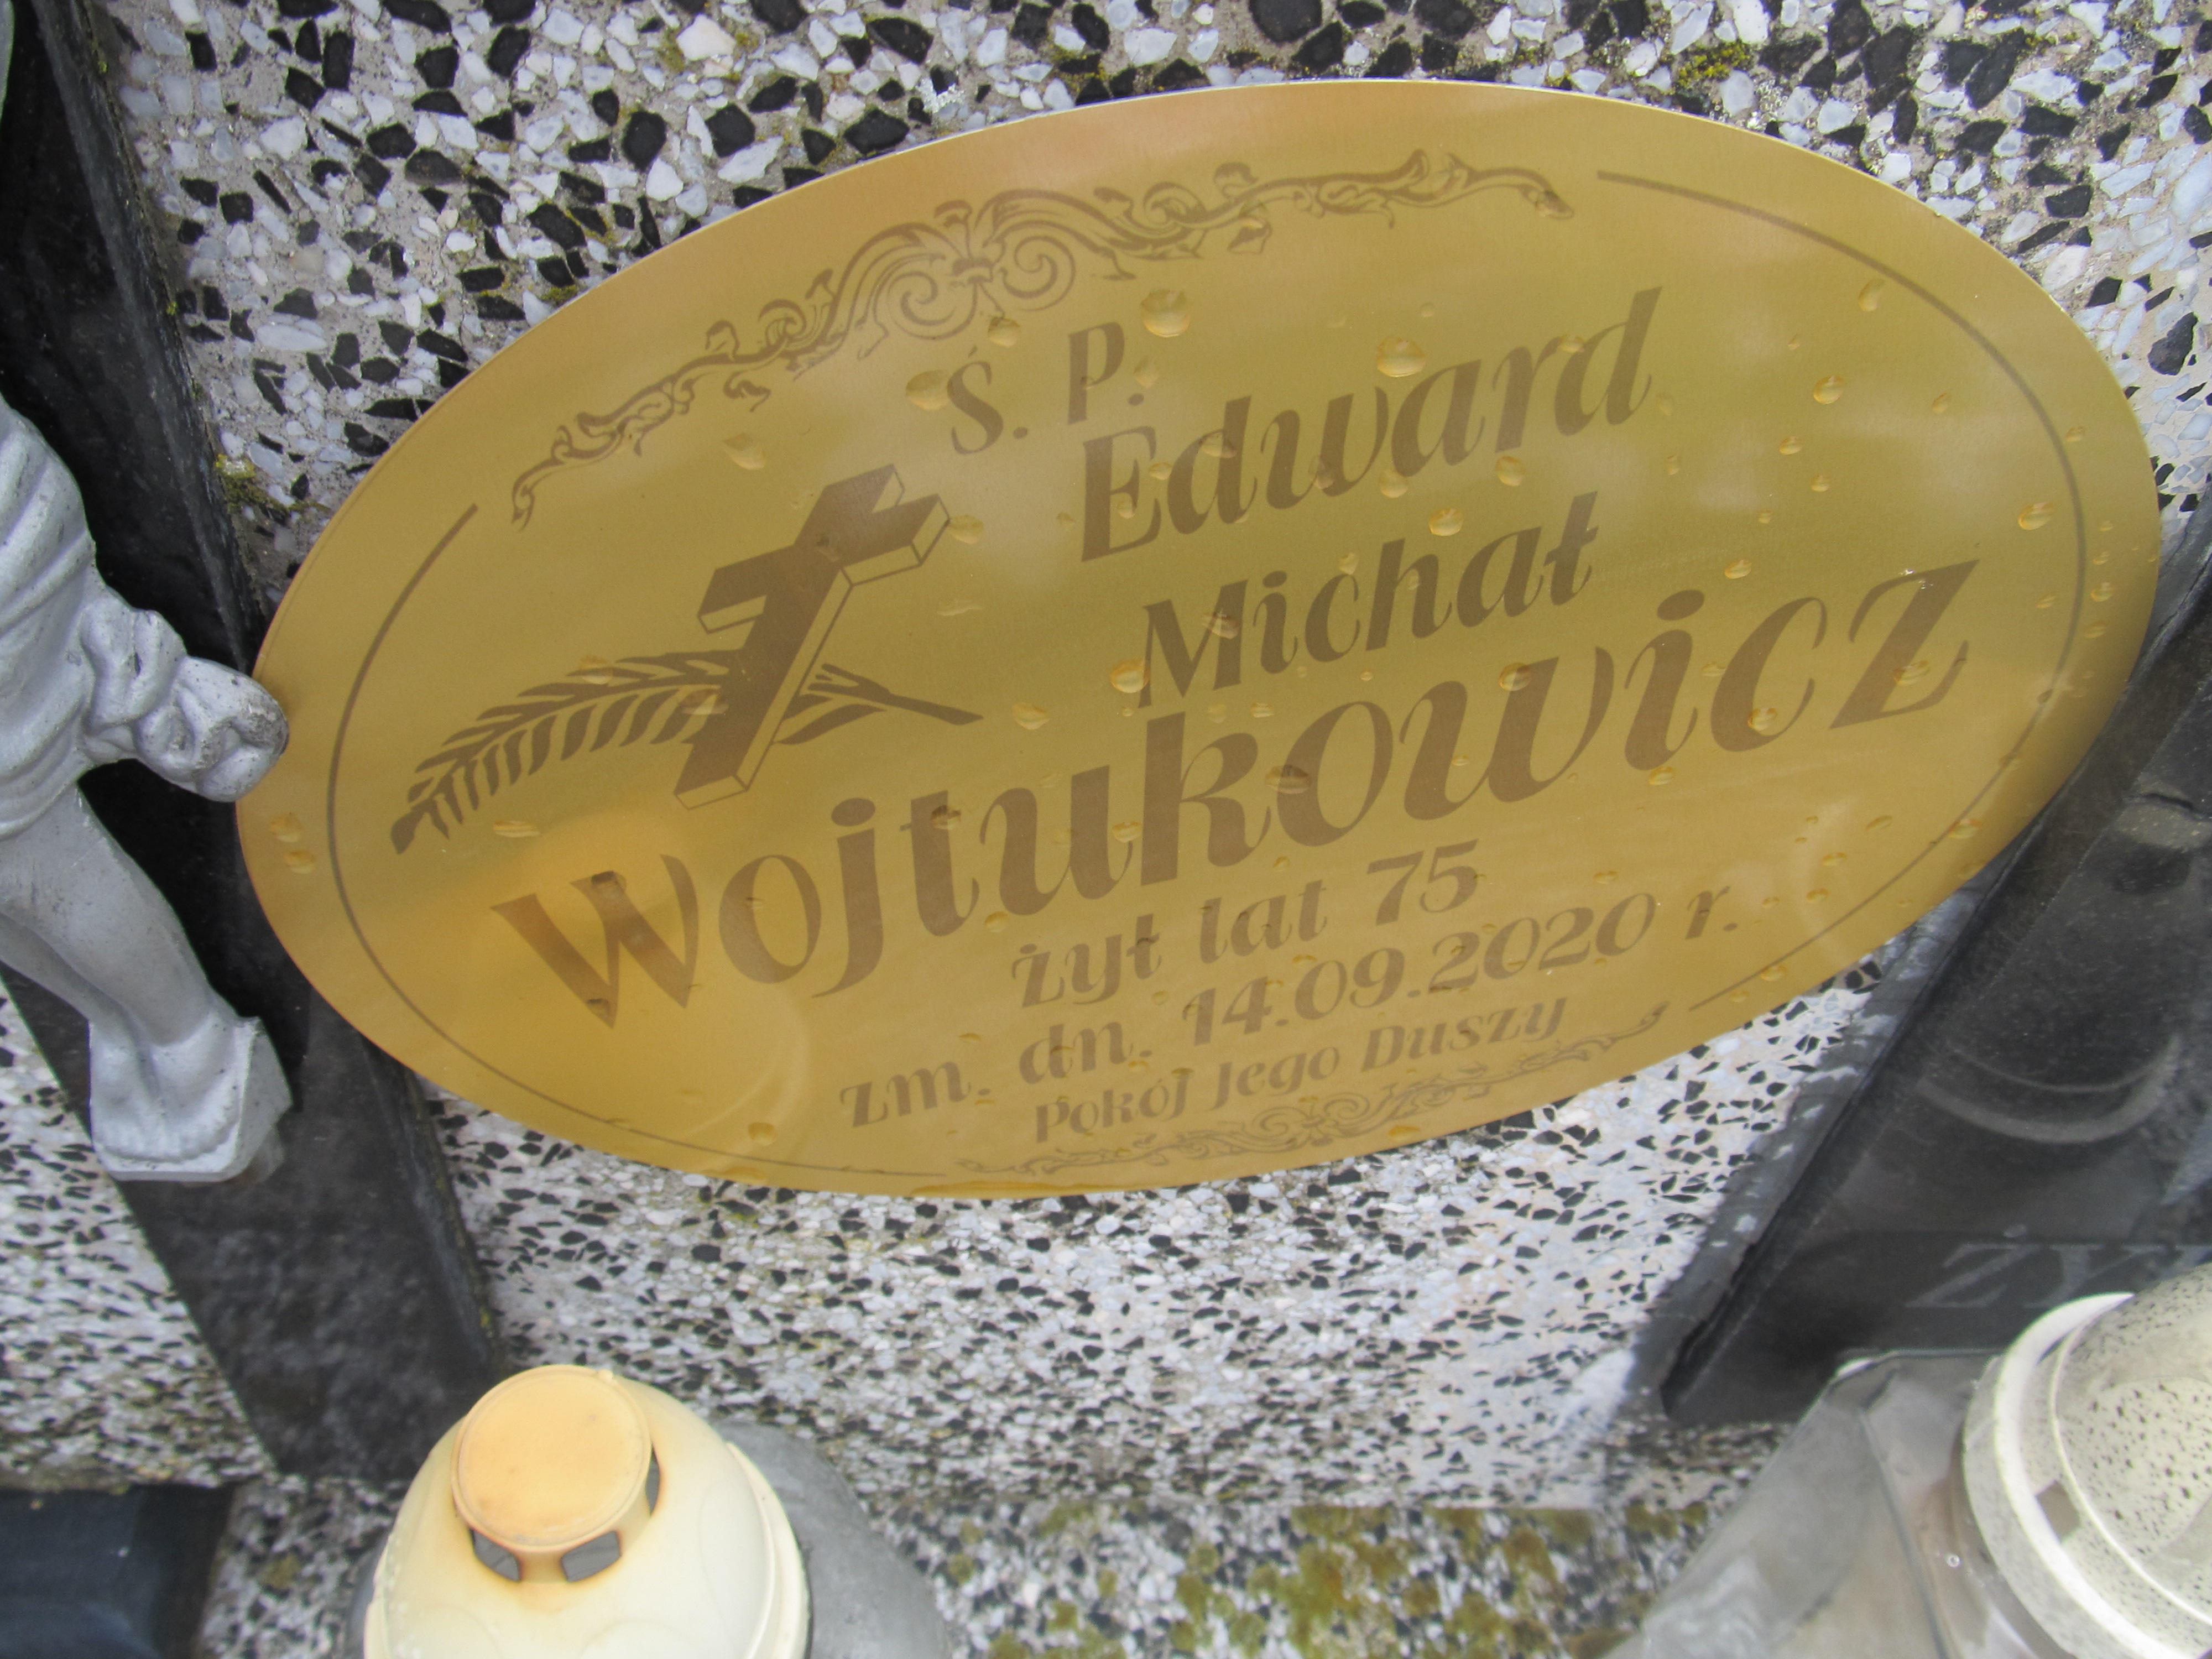 Ś. P.
Edward
Michał
Wojtukowicz
żył lat 75
zm. dn. 14.09.2020 r.
Pokój Jego Duszy